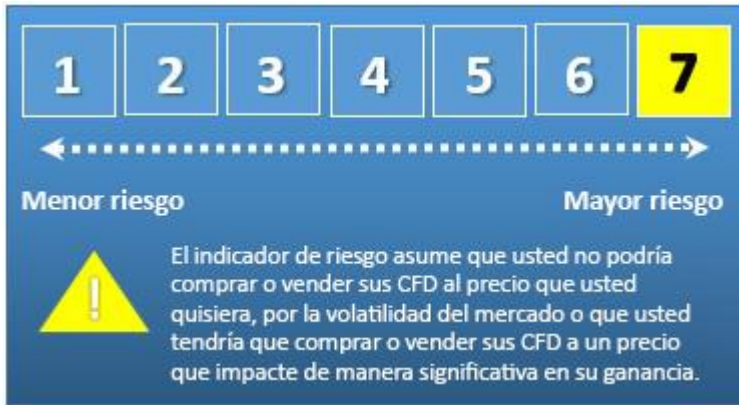 1 2 3 4 5 6 7
Menor riesgo Mayor riesgo
! El indicador de riesgo asume que usted no podría
comprar o vender sus CFD al precio que usted
quisiera, por la volatilidad del mercado o que usted
tendría que comprar o vender sus CFD a un precio
que impacte de manera significativa en su ganancia.